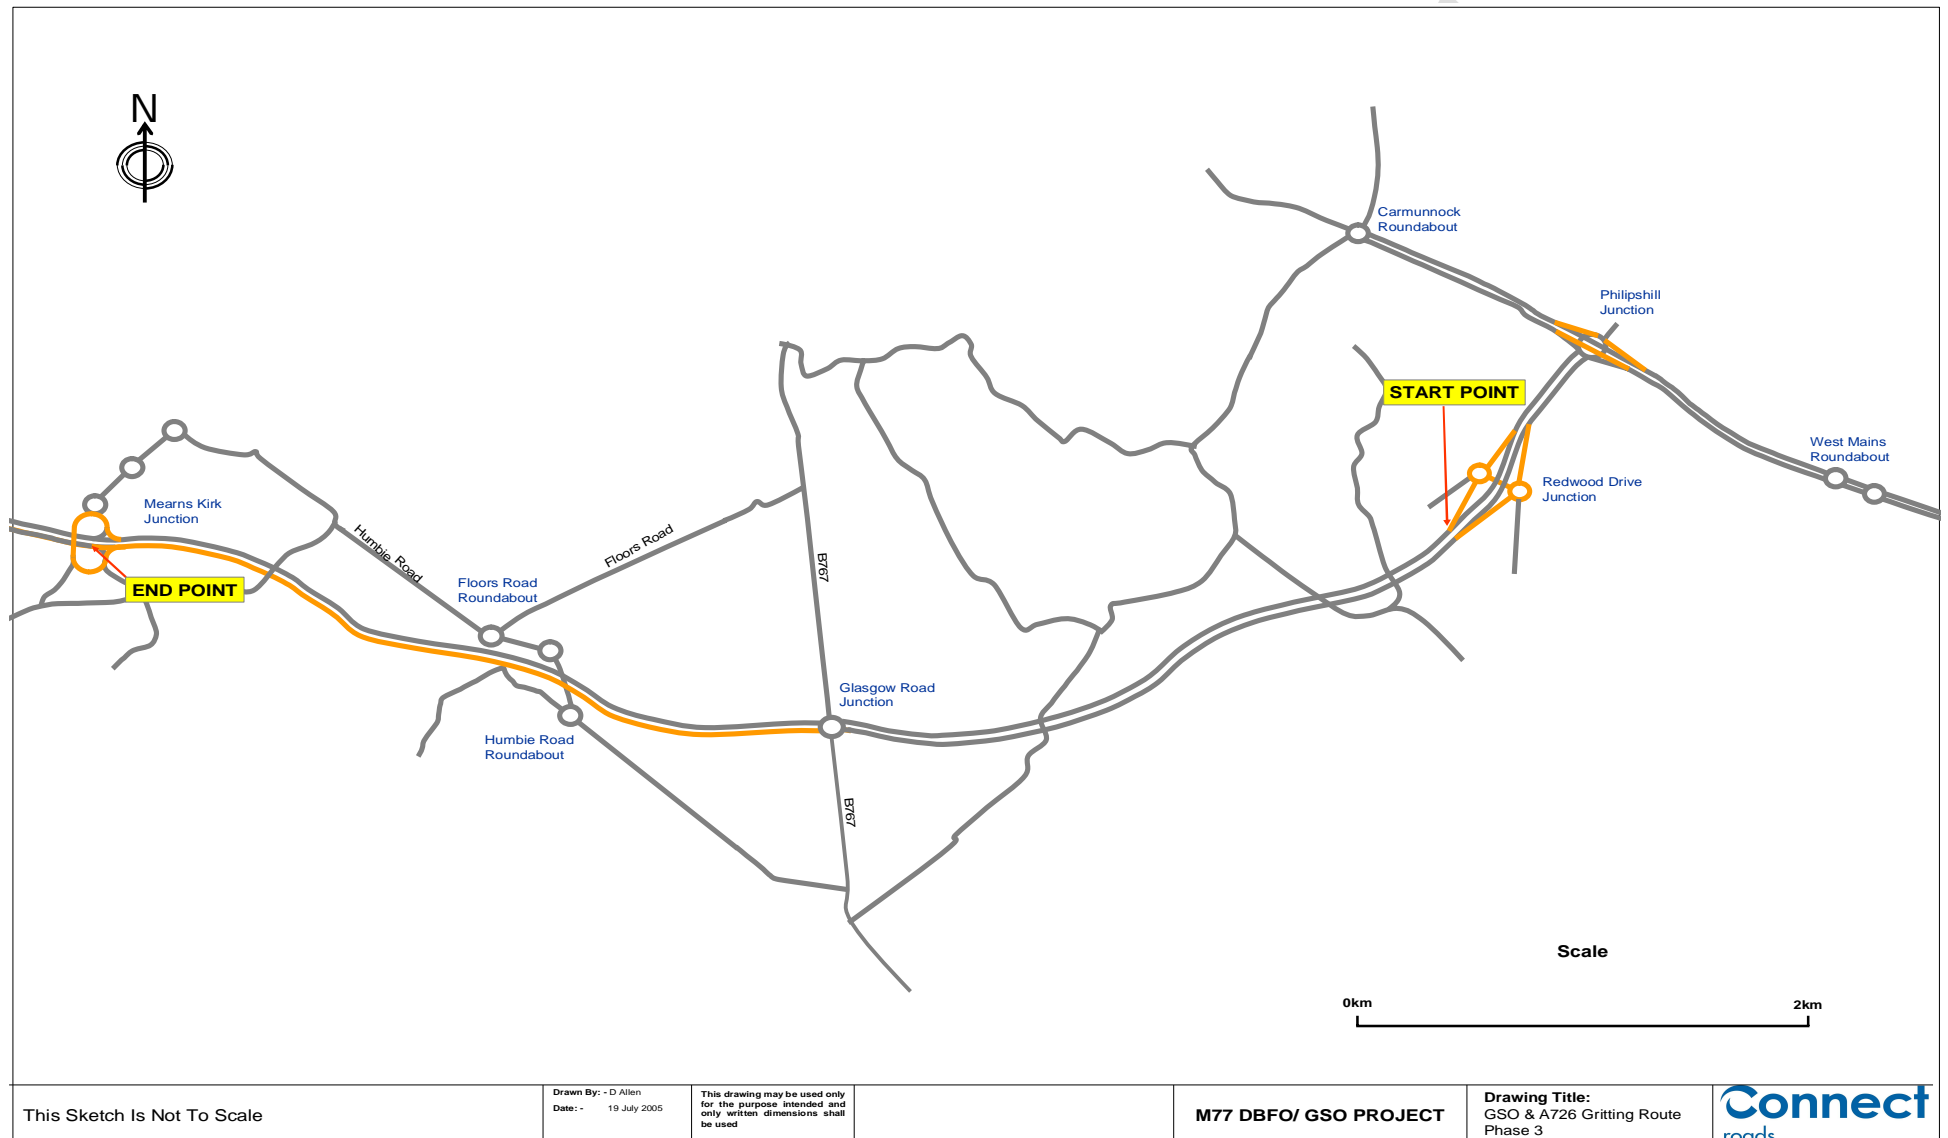 N
Carmunnock
Roundabout
Philipshill
Junction
START POINT
West Mains
Roundabout
Redwood Drive
Junction
Mearns Kirk
Junction
Humbie Road
Floors Road
B767
END POINT
Floors Road
Roundabout
Glasgow Road
Junction
Humbie Road
Roundabout
B767
Scale
0km
2km
This Sketch Is Not To Scale
Drawn By: - D Allen
Date: - 19 July 2005
This drawing may be used only
for the purpose intended and
only written dimensions shall
be used
M77 DBFO/ GSO PROJECT
Drawing Title:
GSO & A726 Gritting Route
Phase 3
Connect
roads